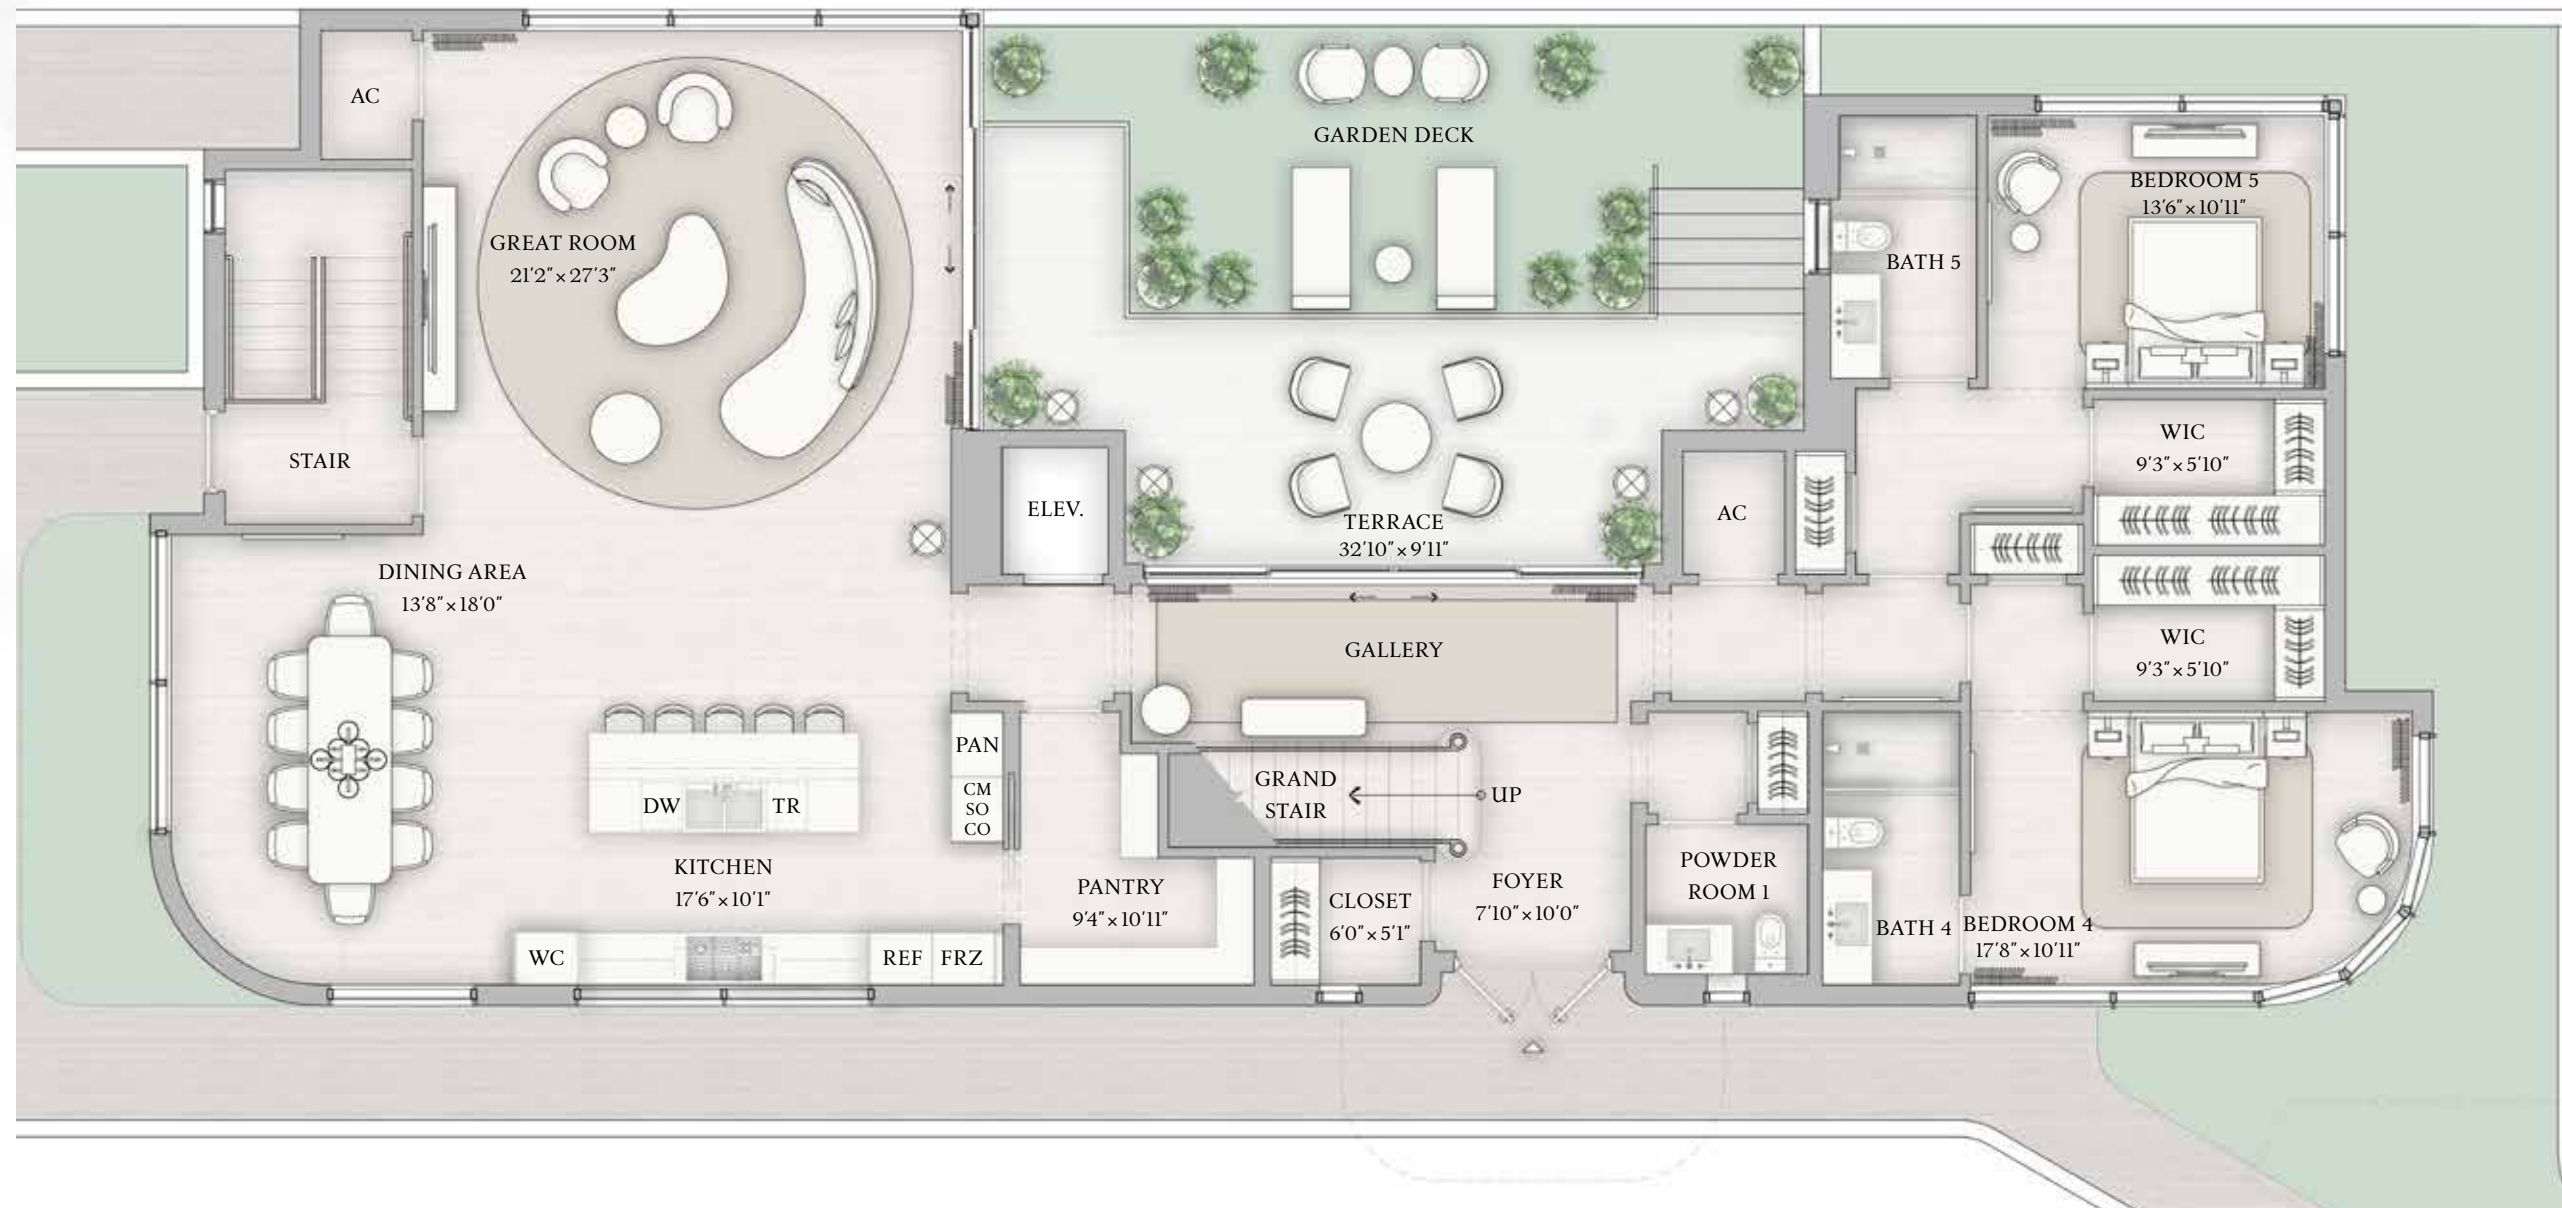 AC
GARDEN DECK
BEDROOM 5
13'6"×10'11"
GREAT ROOM
21'2"×27'3"
BATH 5
WIC
9'3"×5'10"
STAIR
ELEV.
AC
TERRACE
32'10"×9'11"
DINING AREA
13'8"×18'0"
GALLERY
WIC
9'3"×5'10"
PAN
CM
SO
CO
GRAND
STAIR
UP
DW
TR
KITCHEN
17'6"×10'1"
PANTRY
9'4"×10'11"
CLOSET
6'0"×5'1"
FOYER
7'10"×10'0"
POWDER
ROOM 1
BATH 4
BEDROOM 4
17'8"×10'11"
WC
REF
FRZ